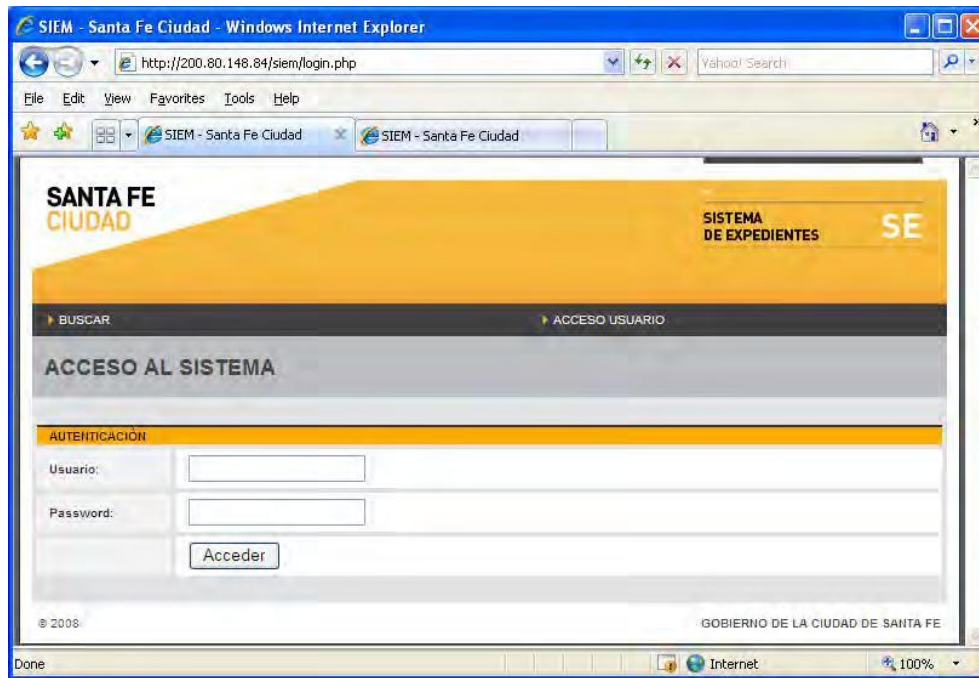 SIEM - Santa Fe Ciudad - Windows Internet Explorer
http://200.80.148.84/siem/login.php
Yahoo! Search
File Edit View Favorites Tools Help
SIEM - Santa Fe Ciudad
SIEM - Santa Fe Ciudad
SANTA FE
CIUDAD
SISTEMA
DE EXPEDIENTES
SE
BUSCAR
ACCESO USUARIO
ACCESO AL SISTEMA
AUTENTICACIÒN
Usuario:
Password:
Acceder
© 2008
GOBIERNO DE LA CIUDAD DE SANTA FE
Done
Internet
100%